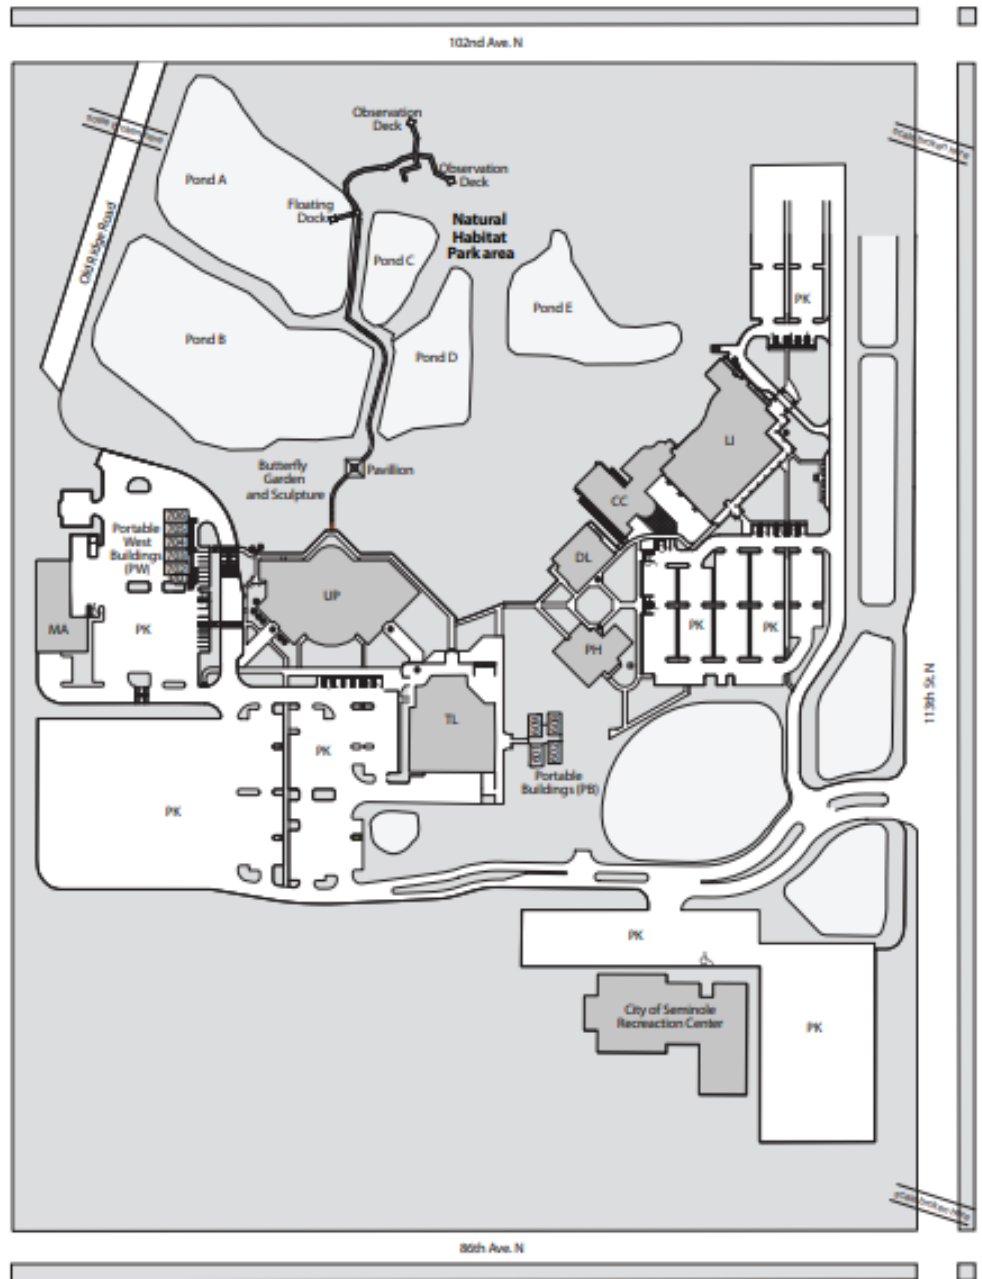 102nd Ave. N
Observation
Deck
Observation
Deck
Pond A
Floating
Dock
Natural
Habitat
Park area
Old Ridge Road
Pond C
Pond E
PK
Pond B
Pond D
LI
Butterfly
Garden
and Sculpture
Pavillion
CC
Portable
West
Buildings
(PW)
DL
UP
MA
PK
PK
PK
PH
113th St. N
TL
PK
Portable
Buildings (PB)
PK
PK
City of Seminole
Recreaction Center
PK
86th Ave. N